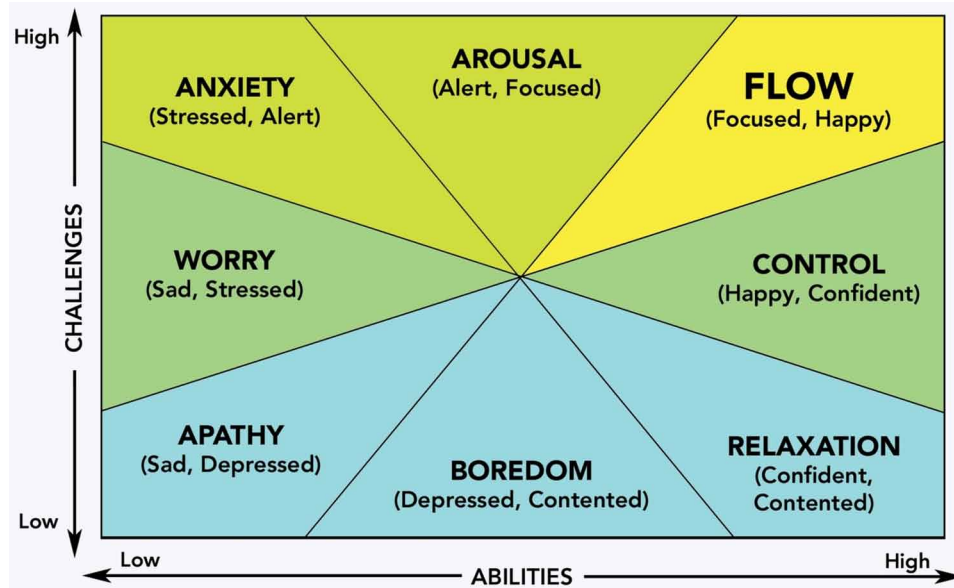 High
ANXIETY
(Stressed, Alert)
AROUSAL
(Alert, Focused)
FLOW
(Focused, Happy)
CHALLENGES
WORRY
(Sad, Stressed)
CONTROL
(Happy, Confident)
APATHY
(Sad, Depressed)
BOREDOM
(Depressed, Contented)
RELAXATION
(Confident,
Contented)
Low
Low
ABILITIES
High